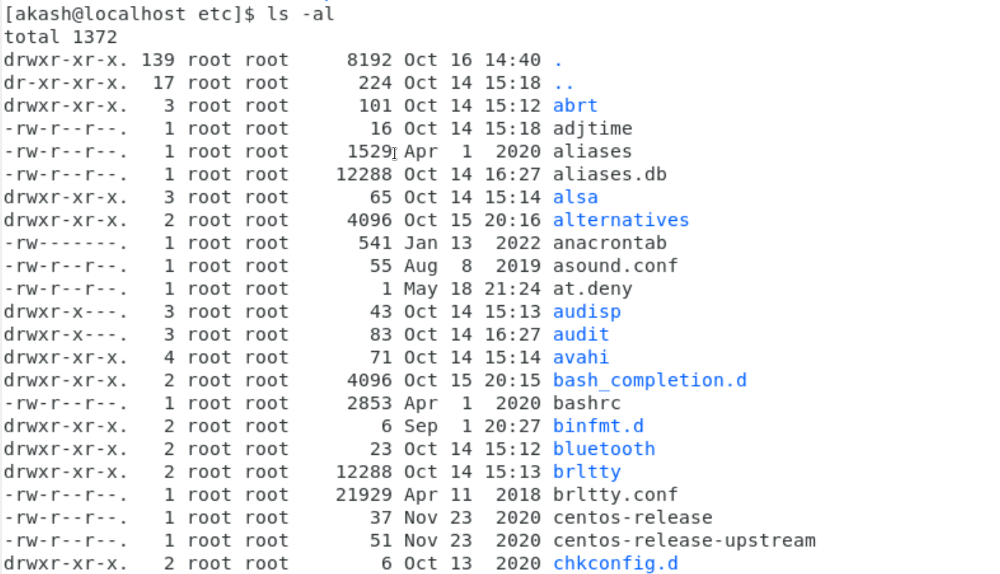 [akash@localhost etc]$ ls -al
total 1372
drwxr-xr-x. 139 root root     8192 Oct 16 14:40 .
dr-xr-xr-x.  17 root root      224 Oct 14 15:18 ..
drwxr-xr-x.   3 root root      101 Oct 14 15:12 abrt
-rw-r--r--.   1 root root       16 Oct 14 15:18 adjtime
-rw-r--r--.   1 root root     1529 Apr  1  2020 aliases
-rw-r--r--.   1 root root    12288 Oct 14 16:27 aliases.db
drwxr-xr-x.   3 root root       65 Oct 14 15:14 alsa
drwxr-xr-x.   2 root root     4096 Oct 15 20:16 alternatives
-rw-------.   1 root root      541 Jan 13  2022 anacrontab
-rw-r--r--.   1 root root       55 Aug  8  2019 asound.conf
-rw-r--r--.   1 root root        1 May 18 21:24 at.deny
drwxr-x---.   3 root root       43 Oct 14 15:13 audisp
drwxr-x---.   3 root root       83 Oct 14 16:27 audit
drwxr-xr-x.   4 root root       71 Oct 14 15:14 avahi
drwxr-xr-x.   2 root root     4096 Oct 15 20:15 bash_completion.d
-rw-r--r--.   1 root root     2853 Apr  1  2020 bashrc
drwxr-xr-x.   2 root root        6 Sep  1 20:27 binfmt.d
drwxr-xr-x.   2 root root       23 Oct 14 15:12 bluetooth
drwxr-xr-x.   2 root root    12288 Oct 14 15:13 brltty
-rw-r--r--.   1 root root    21929 Apr 11  2018 brltty.conf
-rw-r--r--.   1 root root       37 Nov 23  2020 centos-release
-rw-r--r--.   1 root root       51 Nov 23  2020 centos-release-upstream
drwxr-xr-x.   2 root root        6 Oct 13  2020 chkconfig.d